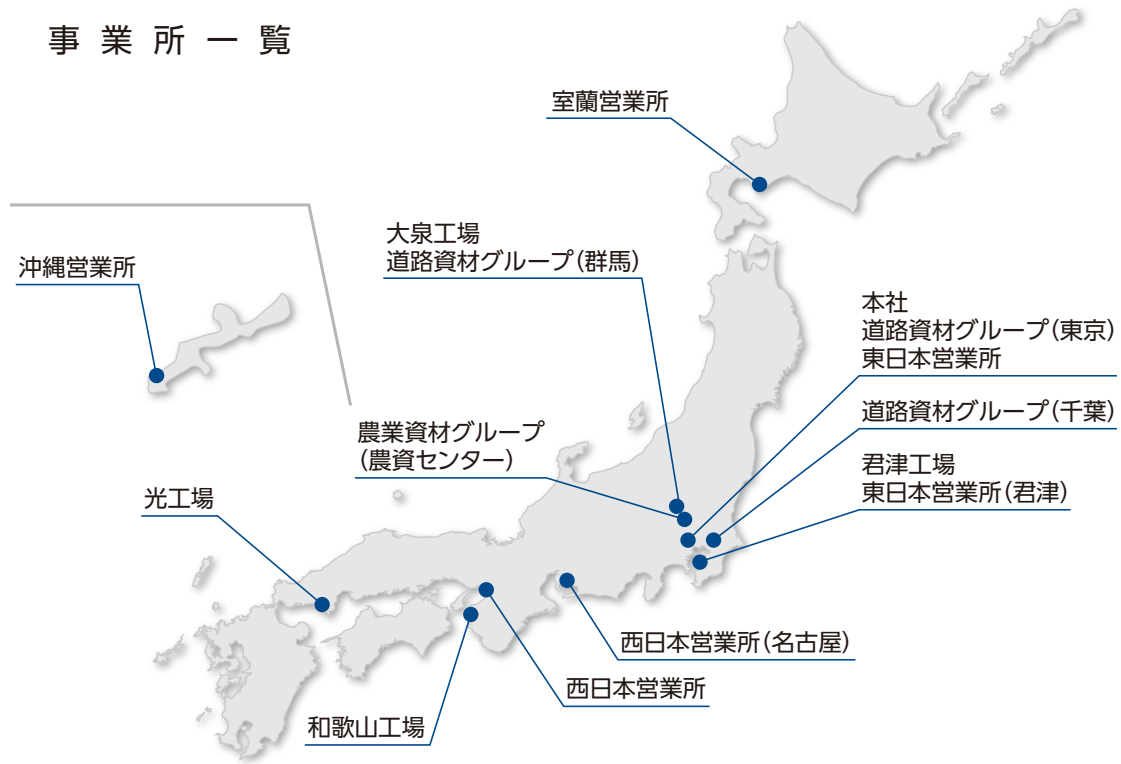 事業所一覧
室蘭営業所
大泉工場
道路資材グループ(群馬)
沖縄営業所
本社
道路資材グループ(東京)
東日本営業所
道路資材グループ(千葉)
農業資材グループ
(農資センター)
君津工場
東日本営業所(君津)
光工場
西日本営業所(名古屋)
西日本営業所
和歌山工場